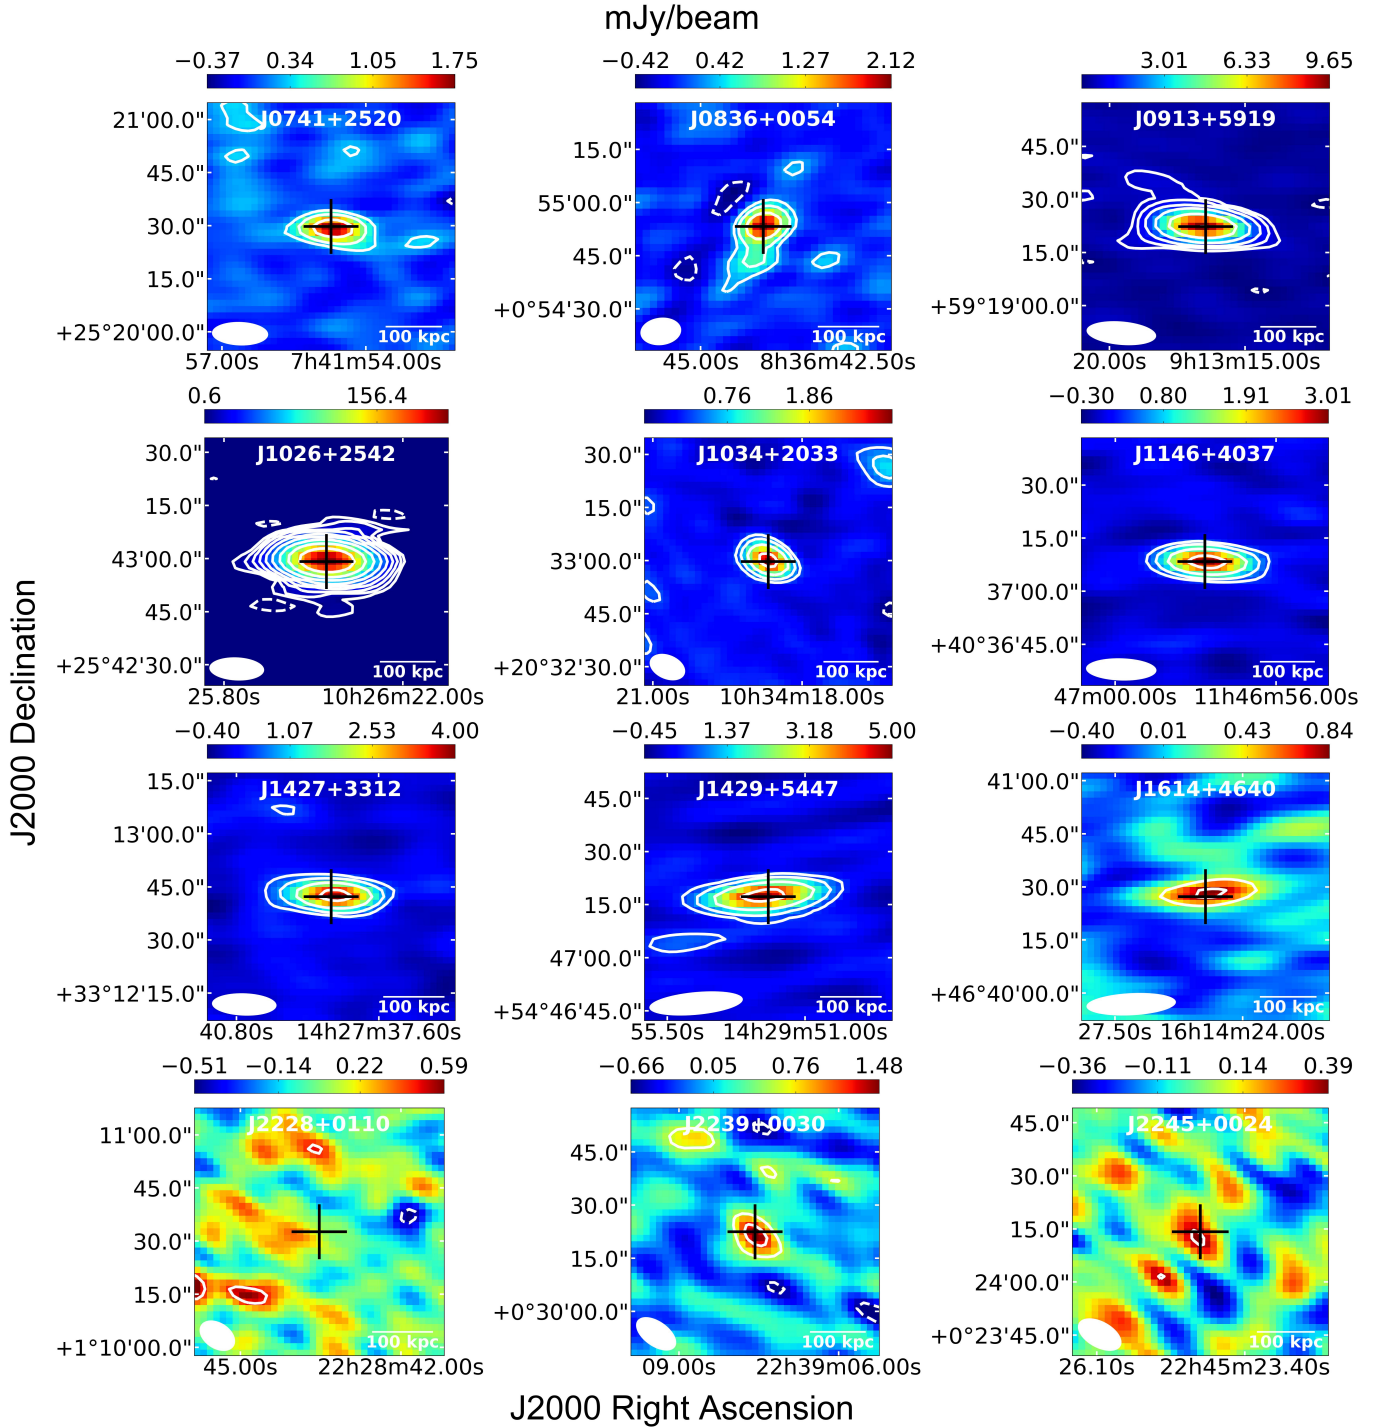 mJy/beam
−0.37 0.34 1.05 1.75
−0.42 0.42 1.27 2.12
3.01 6.33 9.65
J0741+2520
21'00.0"
45.0"
30.0"
15.0"
+25°20'00.0"
100 kpc
57.00s 7h41m54.00s
J0836+0054
15.0"
55'00.0"
45.0"
+0°54'30.0"
100 kpc
45.00s 8h36m42.50s
J0913+5919
45.0"
30.0"
15.0"
+59°19'00.0"
100 kpc
20.00s 9h13m15.00s
0.6 156.4
0.76 1.86
−0.30 0.80 1.91 3.01
J1026+2542
30.0"
15.0"
43'00.0"
45.0"
+25°42'30.0"
100 kpc
25.80s 10h26m22.00s
J1034+2033
30.0"
15.0"
33'00.0"
45.0"
+20°32'30.0"
100 kpc
21.00s 10h34m18.00s
J1146+4037
30.0"
15.0"
37'00.0"
+40°36'45.0"
100 kpc
47m00.00s 11h46m56.00s
−0.40 1.07 2.53 4.00
−0.45 1.37 3.18 5.00
−0.40 0.01 0.43 0.84
J1427+3312
15.0"
13'00.0"
45.0"
30.0"
+33°12'15.0"
100 kpc
40.80s 14h27m37.60s
J1429+5447
45.0"
30.0"
15.0"
47'00.0"
+54°46'45.0"
100 kpc
55.50s 14h29m51.00s
J1614+4640
41'00.0"
45.0"
30.0"
15.0"
+46°40'00.0"
100 kpc
27.50s 16h14m24.00s
−0.51 −0.14 0.22 0.59
−0.66 0.05 0.76 1.48
−0.36 −0.11 0.14 0.39
J2228+0110
11'00.0"
45.0"
30.0"
15.0"
+1°10'00.0"
100 kpc
45.00s 22h28m42.00s
J2239+0030
45.0"
30.0"
15.0"
+0°30'00.0"
100 kpc
09.00s 22h39m06.00s
J2245+0024
45.0"
30.0"
15.0"
24'00.0"
+0°23'45.0"
100 kpc
26.10s 22h45m23.40s
J2000 Declination
J2000 Right Ascension